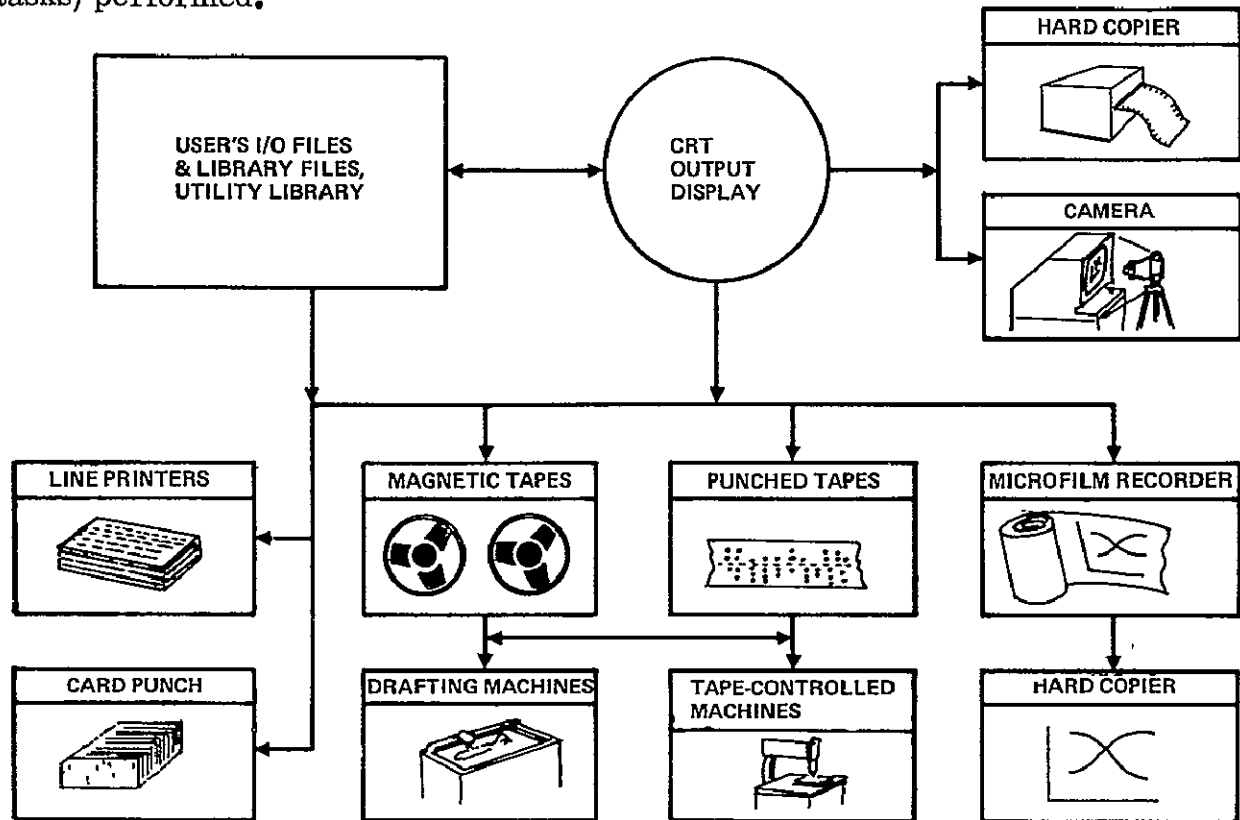 tasks) performed.
HARD COPIER
USER'S I/O FILES
& LIBRARY FILES,
UTILITY LIBRARY
CRT
OUTPUT
DISPLAY
CAMERA
LINE PRINTERS
MAGNETIC TAPES
PUNCHED TAPES
MICROFILM RECORDER
CARD PUNCH
DRAFTING MACHINES
TAPE-CONTROLLED
MACHINES
HARD COPIER